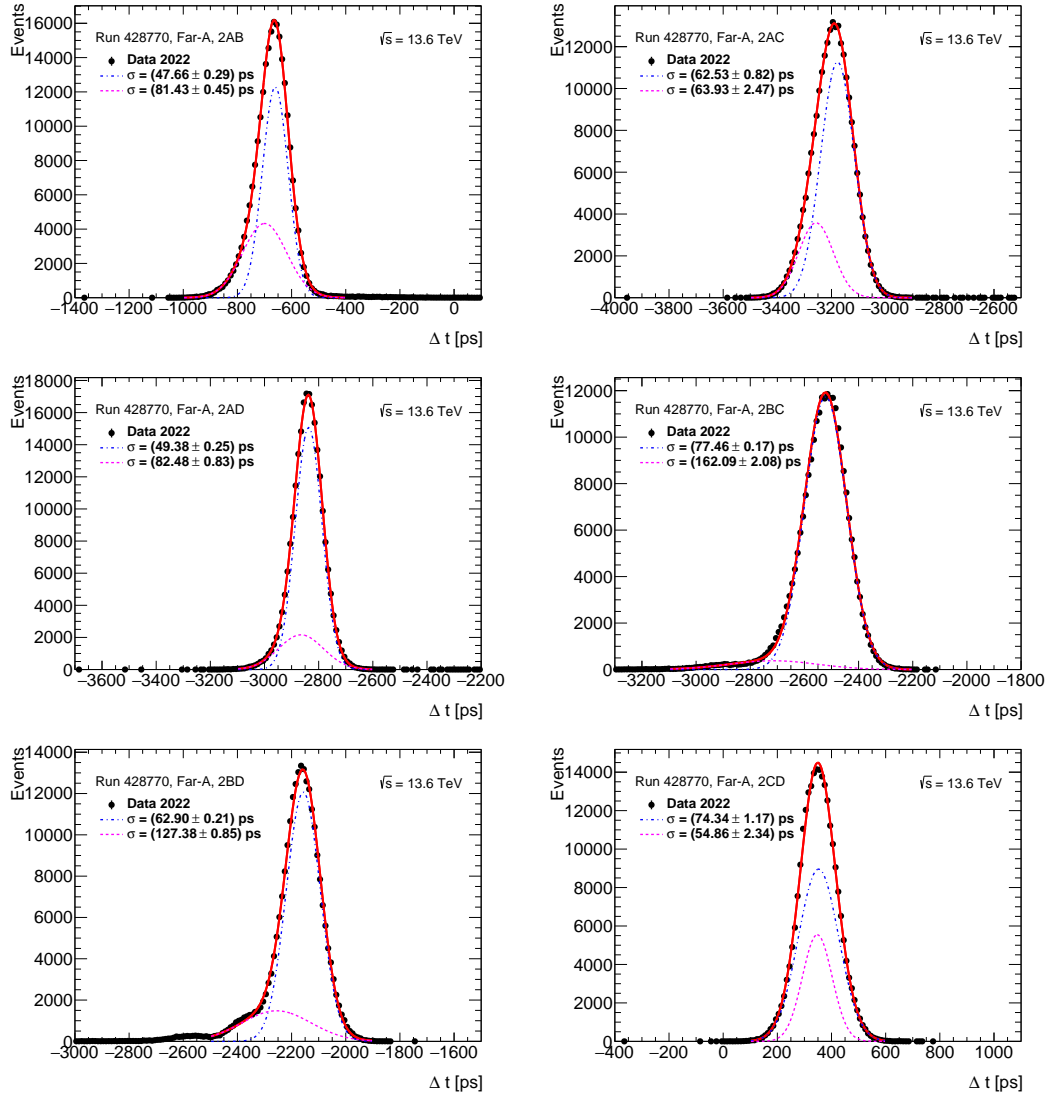 Events
Run 428770, Far-A, 2AB
√s = 13.6 TeV
Data 2022
σ = (47.66 ± 0.29) ps
σ = (81.43 ± 0.45) ps
16000
14000
12000
10000
8000
6000
4000
2000
0
−1400 −1200 −1000 −800 −600 −400 −200 0
Δ t [ps]
Events
Run 428770, Far-A, 2AC
√s = 13.6 TeV
Data 2022
σ = (62.53 ± 0.82) ps
σ = (63.93 ± 2.47) ps
12000
10000
8000
6000
4000
2000
0
−4000 −3800 −3600 −3400 −3200 −3000 −2800 −2600
Δ t [ps]
Events
Run 428770, Far-A, 2AD
√s = 13.6 TeV
Data 2022
σ = (49.38 ± 0.25) ps
σ = (82.48 ± 0.83) ps
18000
16000
14000
12000
10000
8000
6000
4000
2000
0
−3600 −3400 −3200 −3000 −2800 −2600 −2400 −2200
Δ t [ps]
Events
Run 428770, Far-A, 2BC
√s = 13.6 TeV
Data 2022
σ = (77.46 ± 0.17) ps
σ = (162.09 ± 2.08) ps
12000
10000
8000
6000
4000
2000
0
−3200 −3000 −2800 −2600 −2400 −2200 −2000 −1800
Δ t [ps]
Events
Run 428770, Far-A, 2BD
√s = 13.6 TeV
Data 2022
σ = (62.90 ± 0.21) ps
σ = (127.38 ± 0.85) ps
14000
12000
10000
8000
6000
4000
2000
0
−3000 −2800 −2600 −2400 −2200 −2000 −1800 −1600
Δ t [ps]
Events
Run 428770, Far-A, 2CD
√s = 13.6 TeV
Data 2022
σ = (74.34 ± 1.17) ps
σ = (54.86 ± 2.34) ps
14000
12000
10000
8000
6000
4000
2000
0
−400 −200 0 200 400 600 800 1000
Δ t [ps]